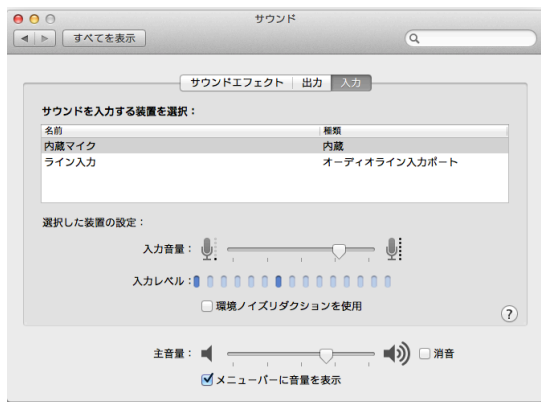 サウンド
すべてを表示
サウンドエフェクト 出力 入力
サウンドを入力する装置を選択：
名前 種類
内蔵マイク 内蔵
ライン入力 オーディオライン入力ポート
選択した装置の設定：
入力音量：
入力レベル：
環境ノイズリダクションを使用
?
主音量： 消音
メニューバーに音量を表示